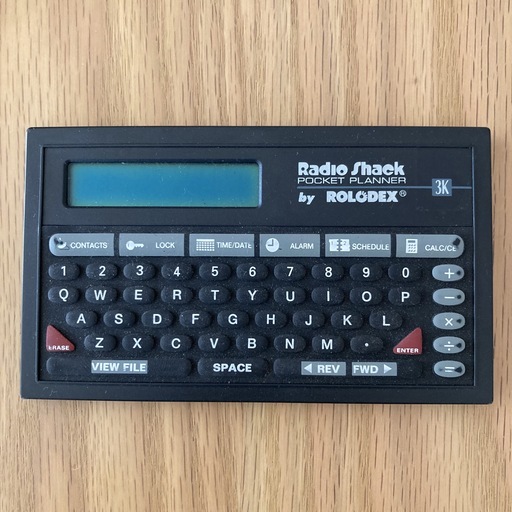 Radio Shack
POCKET PLANNER
by ROLODEX®
3K
CONTACTS LOCK TIME/DATE ALARM SCHEDULE CALC/C
1 2 3 4 5 6 7 8 9 0 +
Q W E R T Y U I O P −
A S D F G H J K L ×
ERASE Z X C V B N M . ENTER ÷
VIEW FILE SPACE ◄ REV FWD ► =